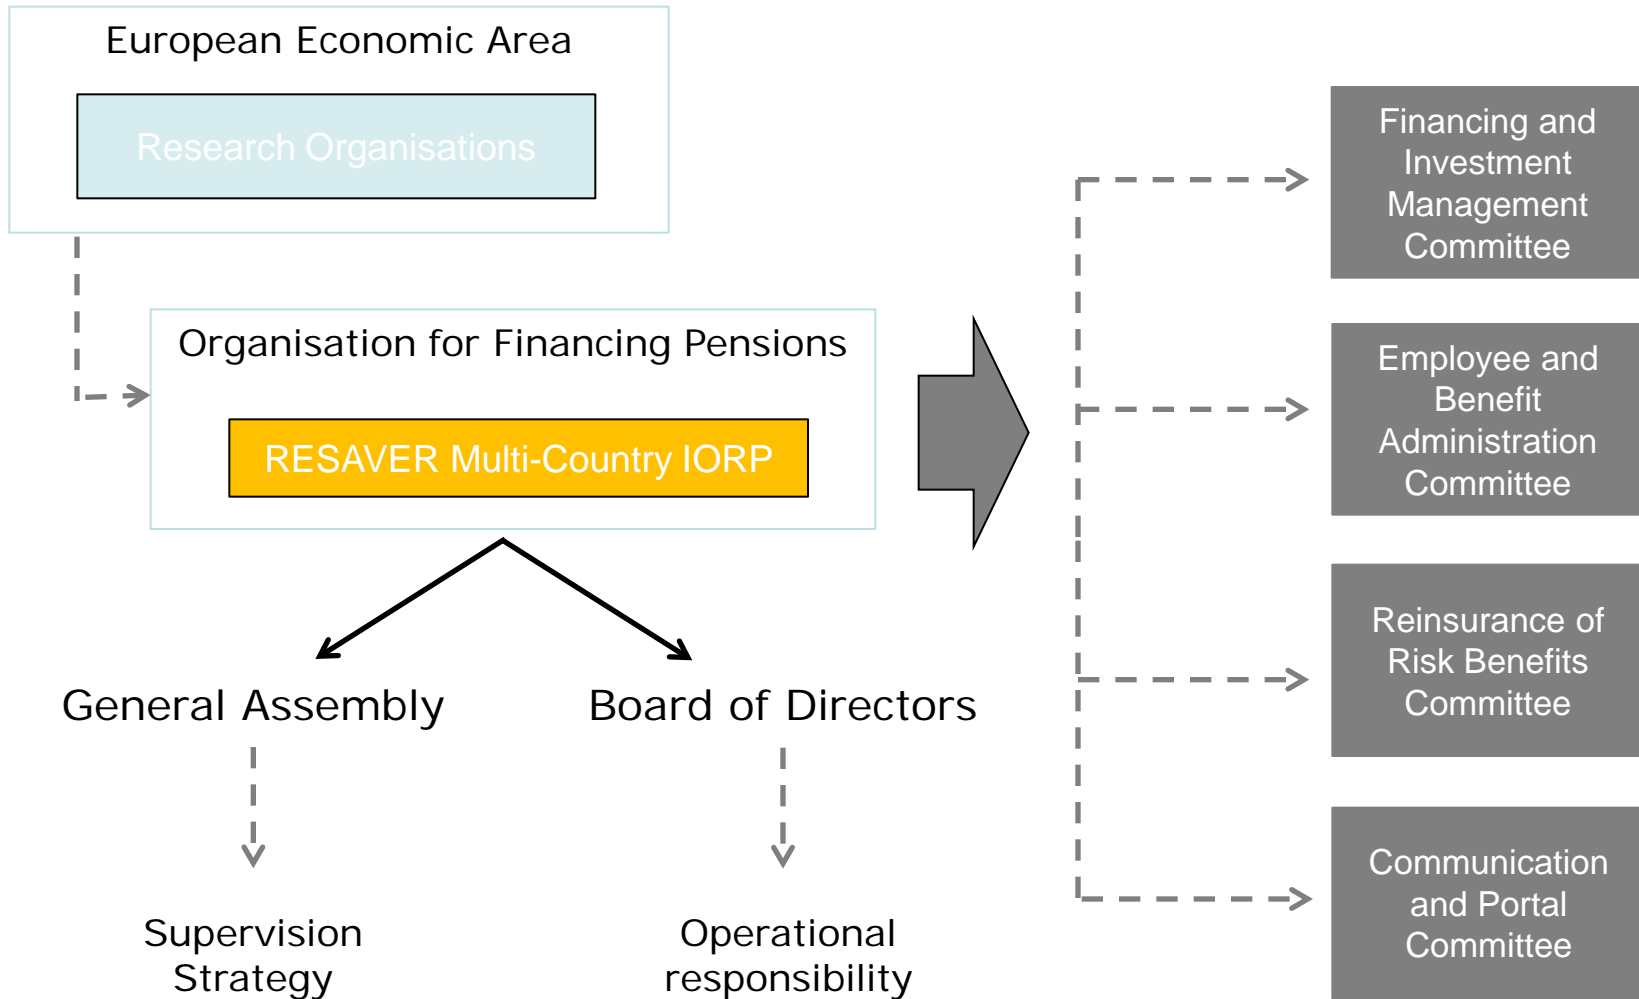 European Economic Area
Research Organisations
Organisation for Financing Pensions
RESAVER Multi-Country IORP
General Assembly
Board of Directors
Supervision
Strategy
Operational
responsibility
Financing and
Investment
Management
Committee
Employee and
Benefit
Administration
Committee
Reinsurance of
Risk Benefits
Committee
Communication
and Portal
Committee